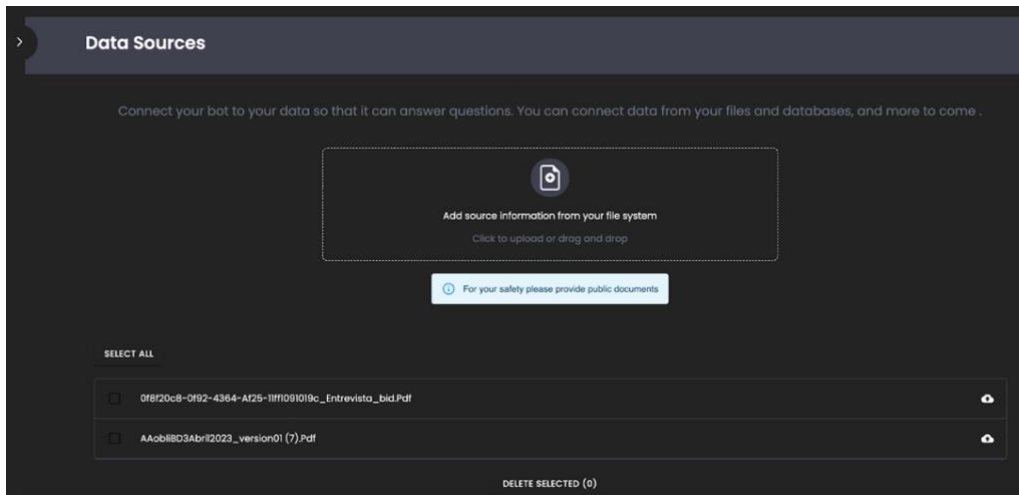 Data Sources
Connect your bot to your data so that it can answer questions. You can connect data from your files and databases, and more to come .
Add source information from your file system
Click to upload or drag and drop
For your safety please provide public documents
SELECT ALL
0f8f20c8-0f92-4364-Af25-11ff1091019c_Entrevista_bid.Pdf
AAobliBD3Abril2023_version01 (7).Pdf
DELETE SELECTED (0)